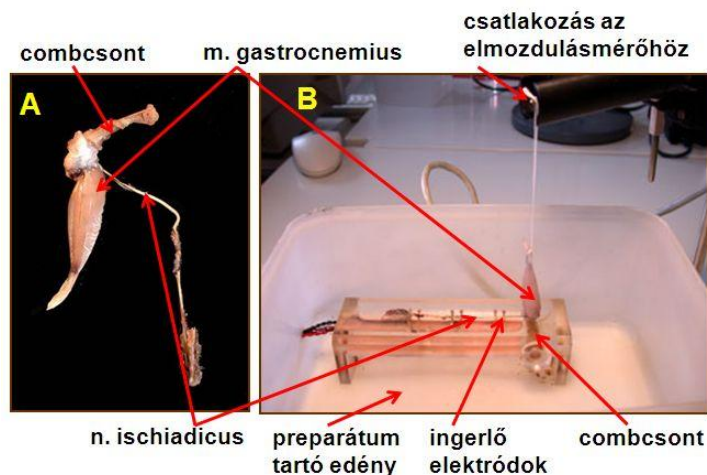 combcsont
m. gastrocnemius
csatlakozás az
elmozdulásmérőhöz
A
B
n. ischiadicus
preparátum
tartó edény
ingerlő
elektródok
combcsont